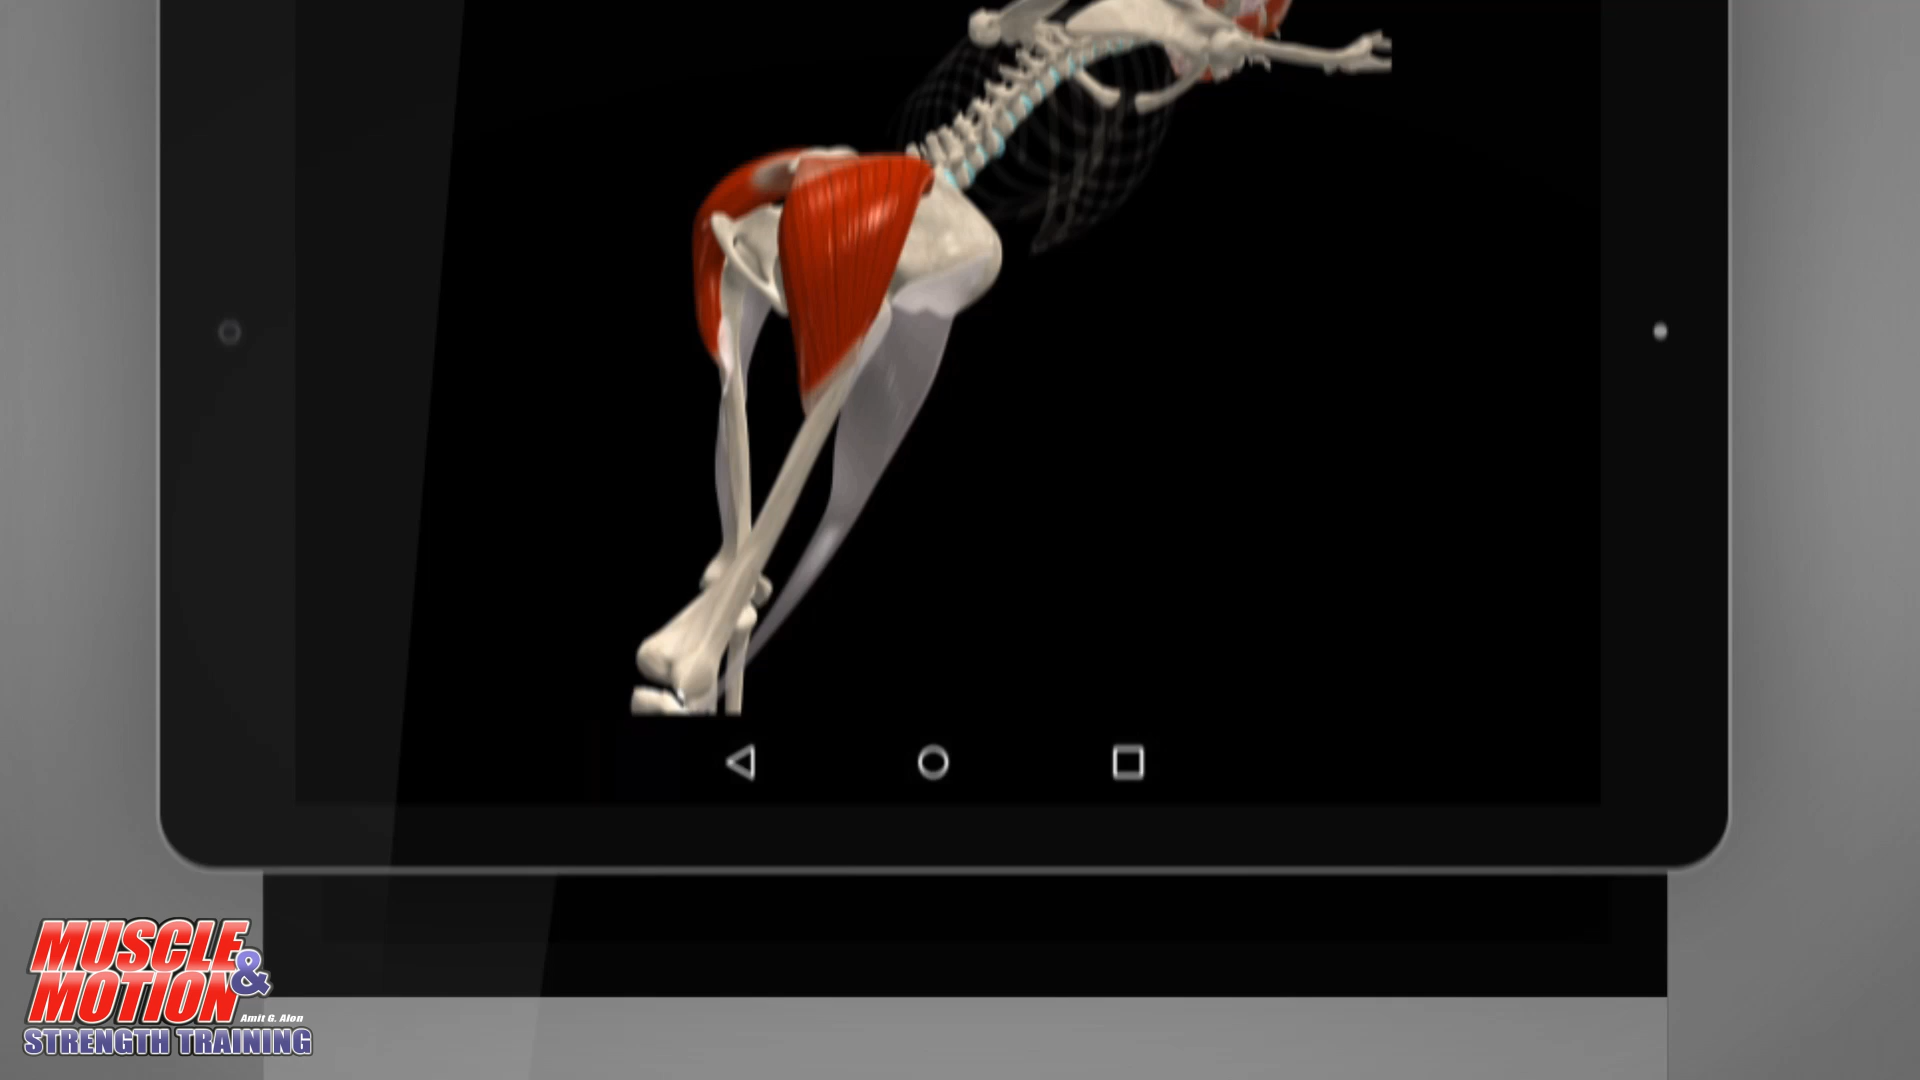 MUSCLE
&
MOTION
Amit G. Alon
STRENGTH TRAINING